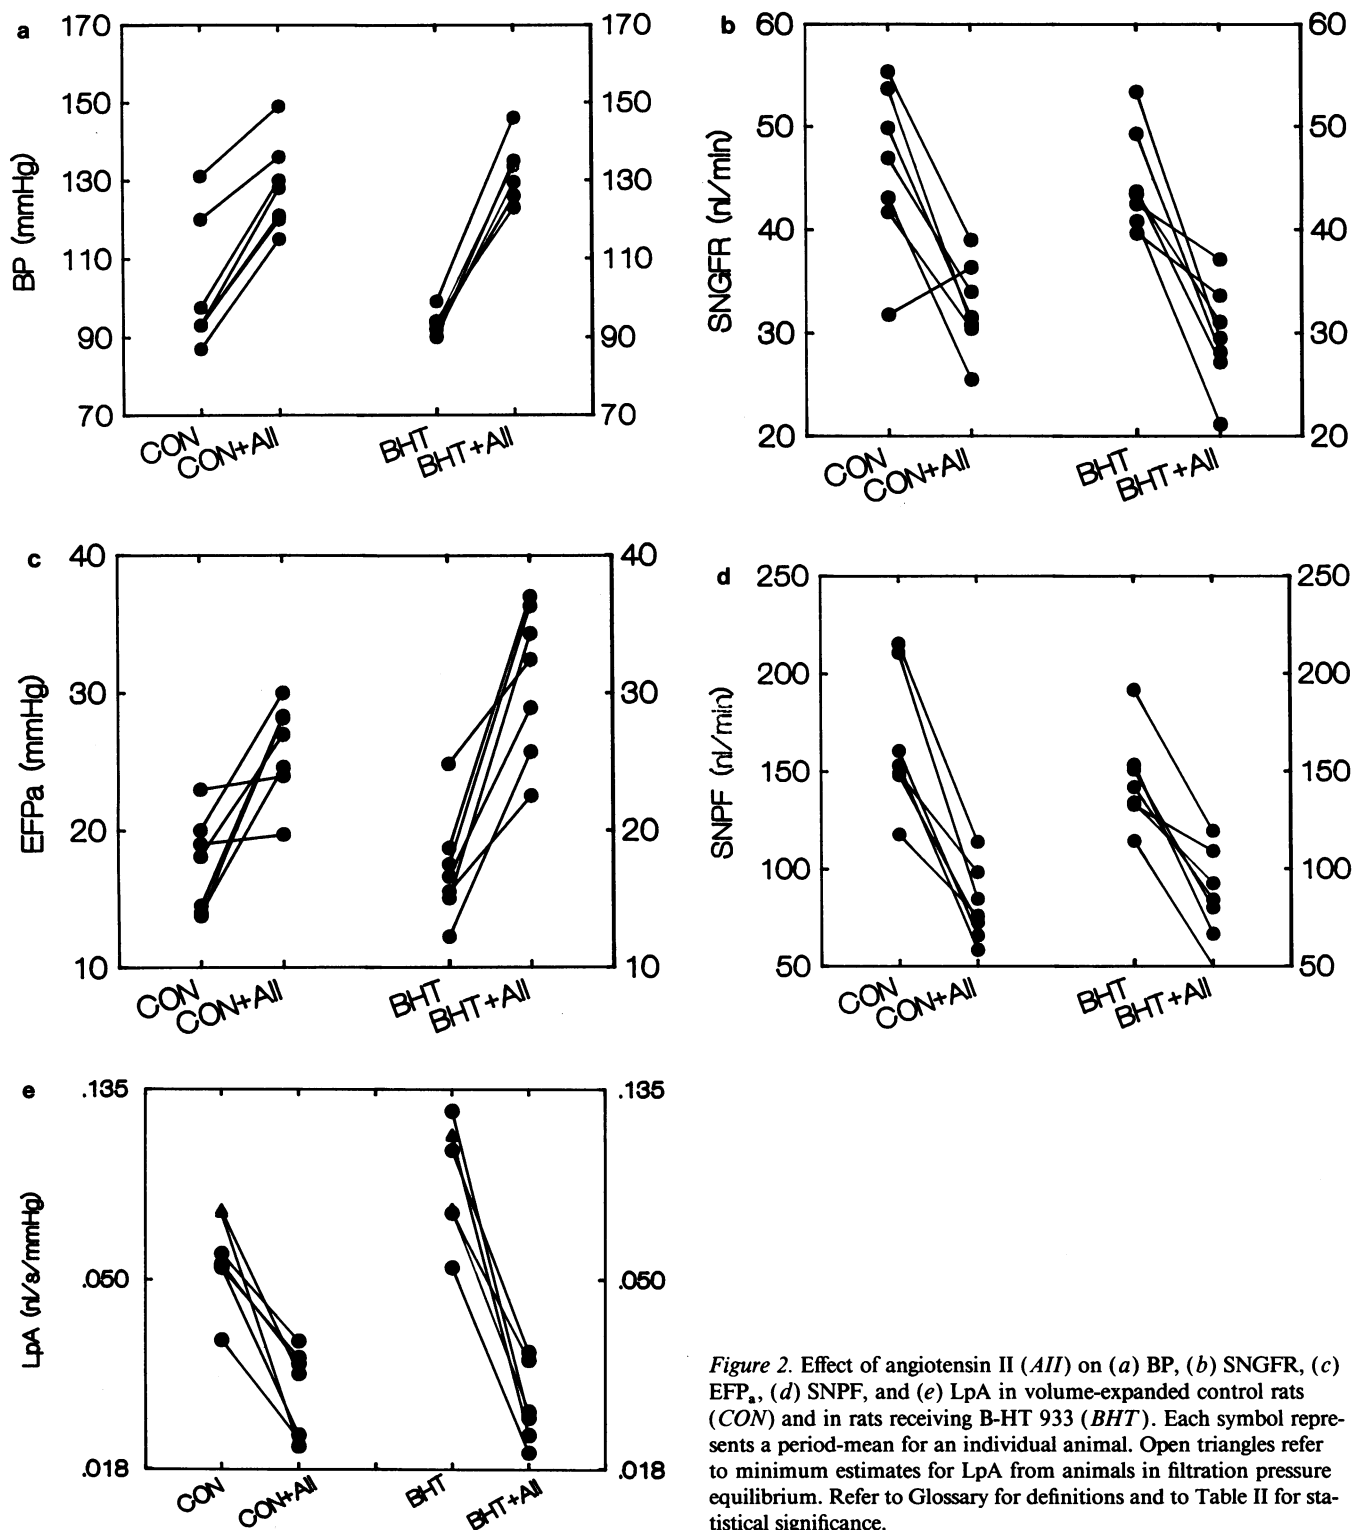 a
BP (mmHg)
170
150
130
110
90
70
170
150
130
110
90
70
CON
CON+AII
BHT
BHT+AII
b
SNGFR (nl/min)
60
50
40
30
20
60
50
40
30
20
CON
CON+AII
BHT
BHT+AII
c
EFPa (mmHg)
40
30
20
10
40
30
20
10
CON
CON+AII
BHT
BHT+AII
d
SNPF (nl/min)
250
200
150
100
50
250
200
150
100
50
CON
CON+AII
BHT
BHT+AII
e
LpA (nl/s/mmHg)
.135
.050
.018
.135
.050
.018
CON
CON+AII
BHT
BHT+AII
Figure 2. Effect of angiotensin II (AII) on (a) BP, (b) SNGFR, (c)
EFPa, (d) SNPF, and (e) LpA in volume-expanded control rats
(CON) and in rats receiving B-HT 933 (BHT). Each symbol repre-
sents a period-mean for an individual animal. Open triangles refer
to minimum estimates for LpA from animals in filtration pressure
equilibrium. Refer to Glossary for definitions and to Table II for sta-
tistical significance.